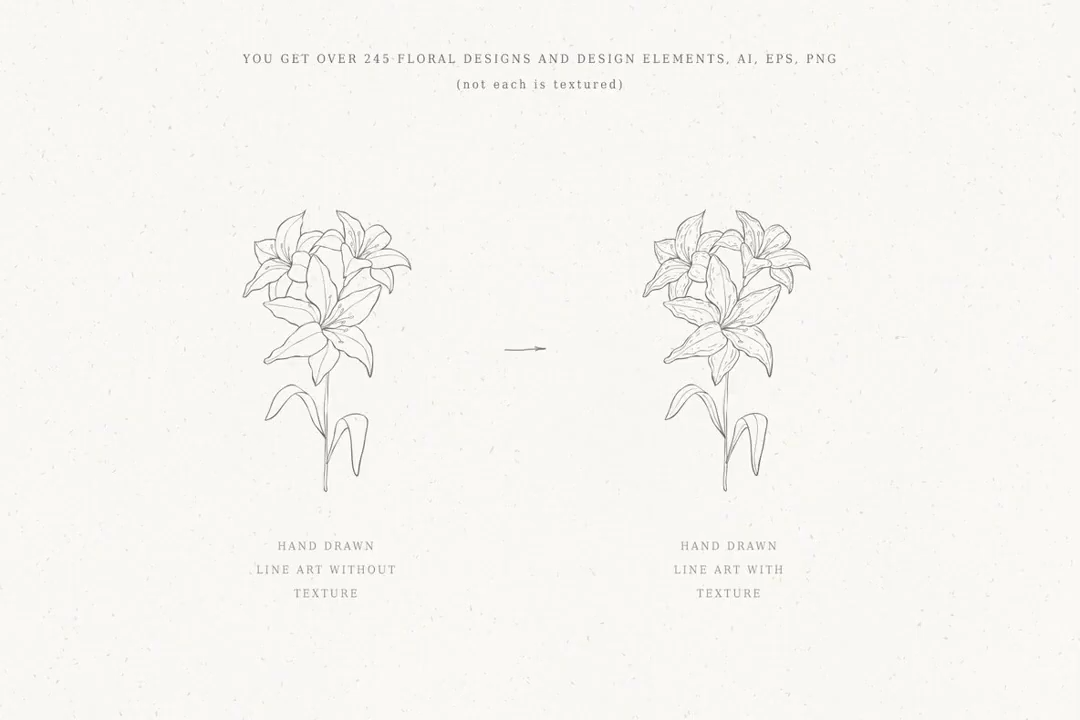 YOU GET OVER 245 FLORAL DESIGNS AND DESIGN ELEMENTS, AI, EPS, PNG
(not each is textured)
HAND DRAWN
LINE ART WITHOUT
TEXTURE
HAND DRAWN
LINE ART WITH
TEXTURE